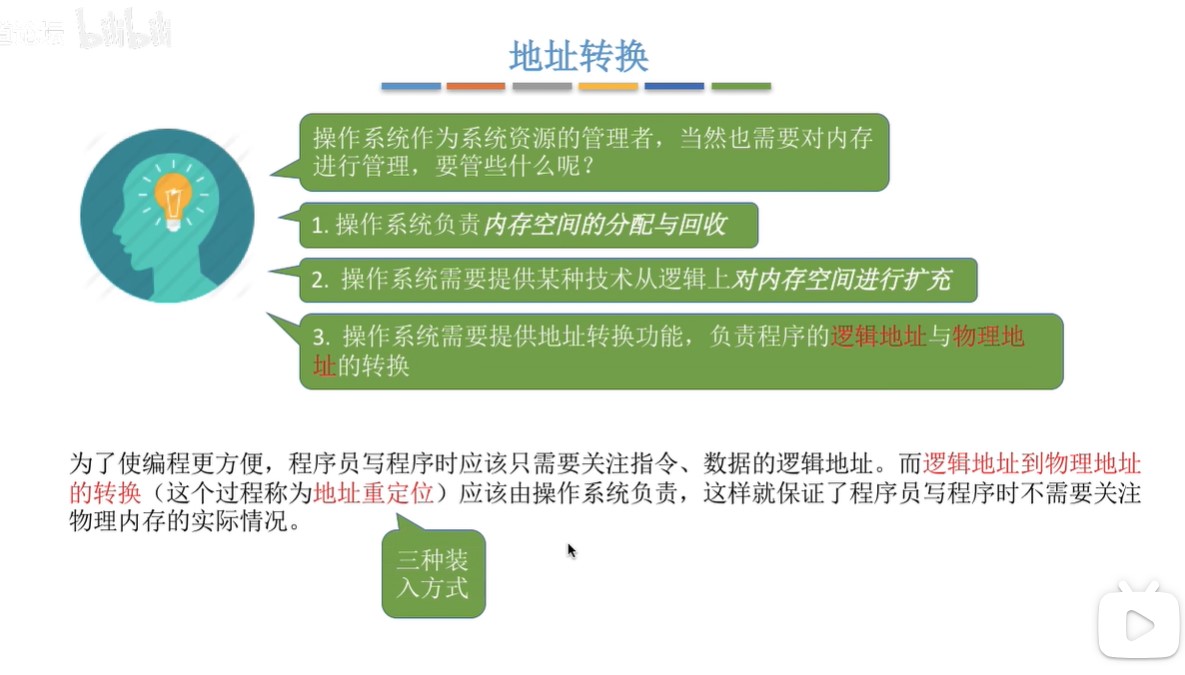 bilibili
地址转换
操作系统作为系统资源的管理者，当然也需要对内存
进行管理，要管些什么呢？
1. 操作系统负责内存空间的分配与回收
2. 操作系统需要提供某种技术从逻辑上对内存空间进行扩充
3. 操作系统需要提供地址转换功能，负责程序的逻辑地址与物理地
址的转换
为了使编程更方便，程序员写程序时应该只需要关注指令、数据的逻辑地址。而逻辑地址到物理地址
的转换（这个过程称为地址重定位）应该由操作系统负责，这样就保证了程序员写程序时不需要关注
物理内存的实际情况。
三种装
入方式